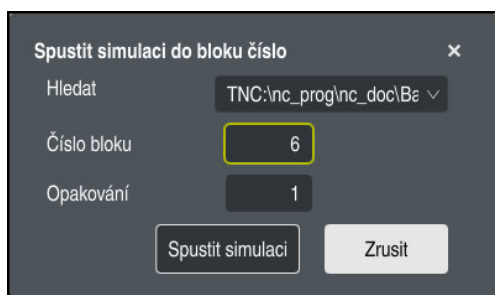 Spustit simulaci do bloku číslo ×
Hledat TNC:\nc_prog\nc_doc\Ba
Číslo bloku 6
Opakování 1
Spustit simulaci Zrusit